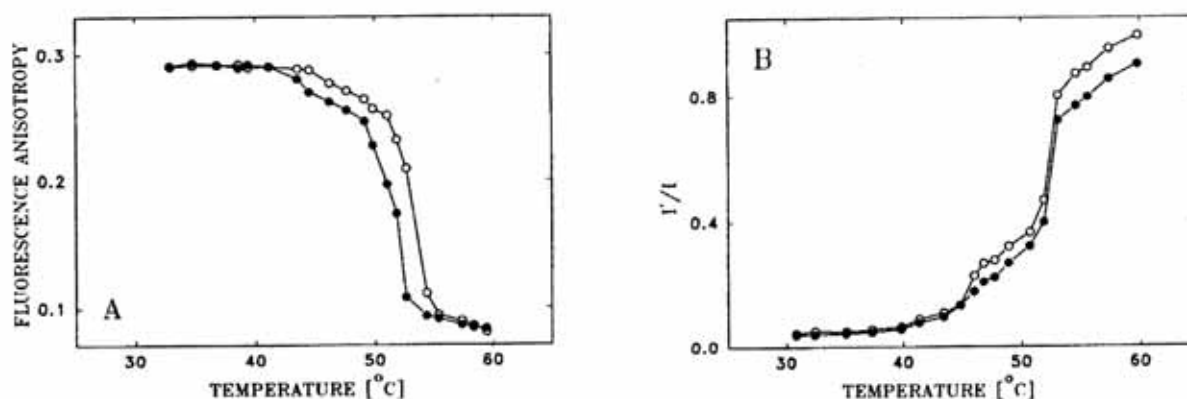 FLUORESCENCE ANISOTROPY
0.3
0.2
0.1
A
30 40 50 60
TEMPERATURE [°C]
I'/I
0.8
0.4
0.0
B
30 40 50 60
TEMPERATURE [°C]